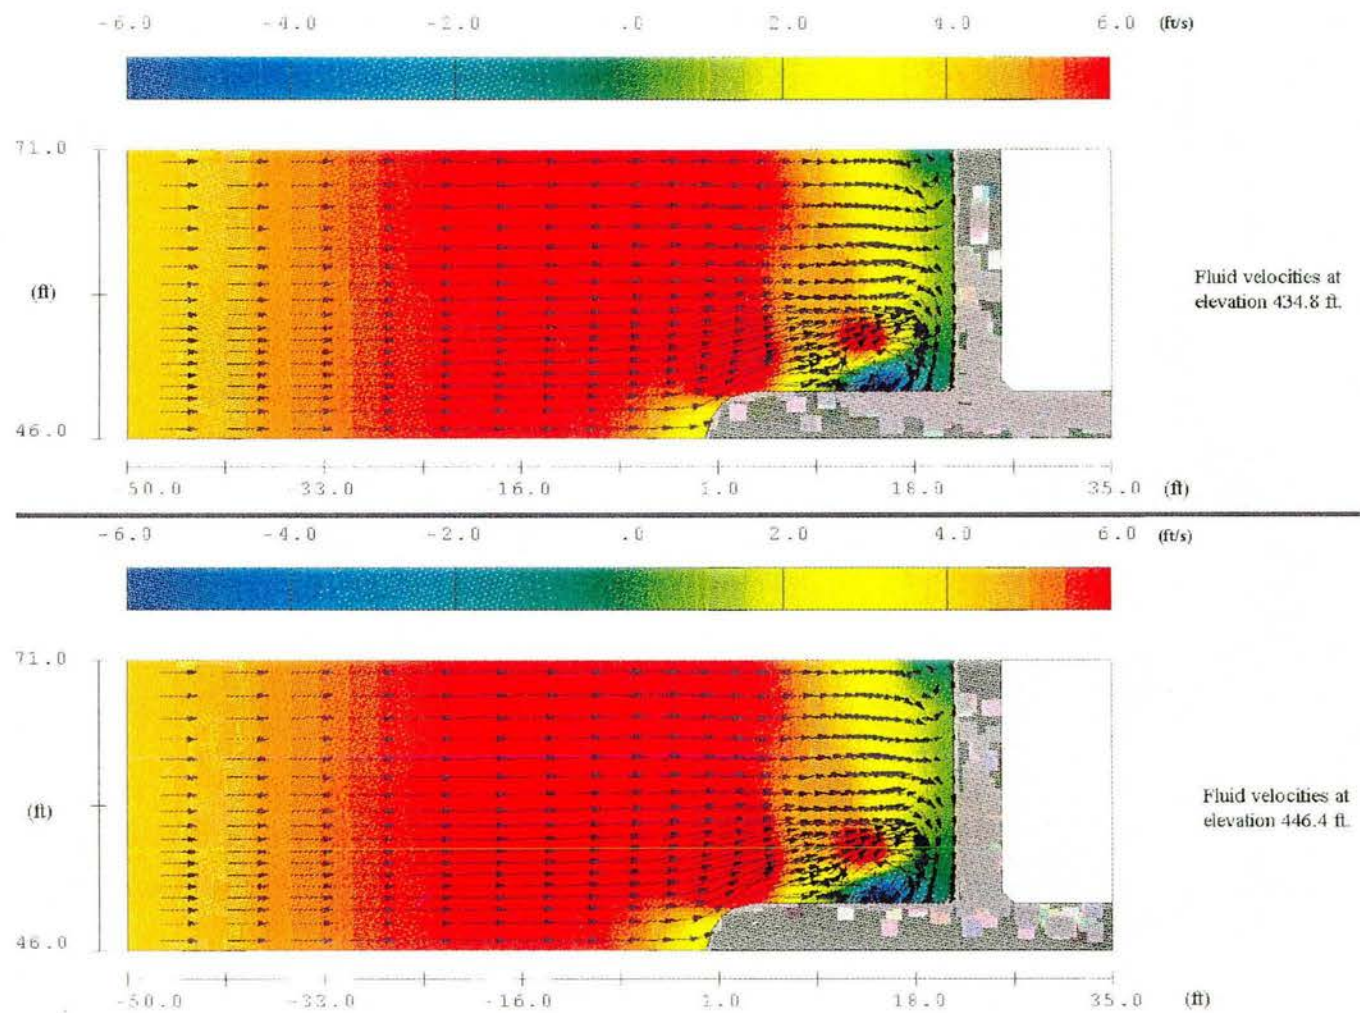 -6.0 -4.0 -2.0 .0 2.0 4.0 6.0 (ft/s)
71.0
(ft)
46.0
Fluid velocities at
elevation 434.8 ft.
-50.0 -33.0 -16.0 1.0 18.0 35.0 (ft)
-6.0 -4.0 -2.0 .0 2.0 4.0 6.0 (ft/s)
71.0
(ft)
46.0
Fluid velocities at
elevation 446.4 ft.
-50.0 -33.0 -16.0 1.0 18.0 35.0 (ft)